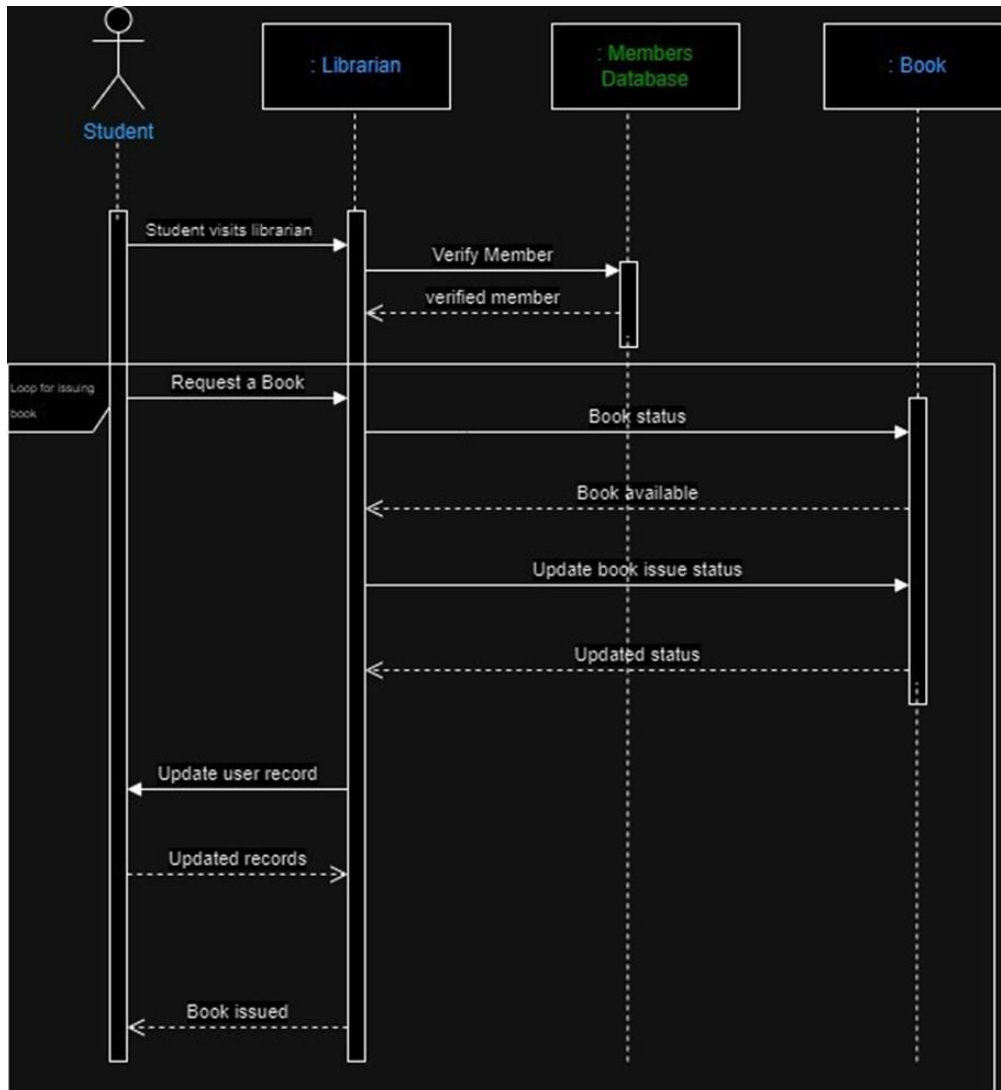 Student
: Librarian
: Members
Database
: Book
Student visits librarian
Verify Member
verified member
Loop for issuing
book
Request a Book
Book status
Book available
Update book issue status
Updated status
Update user record
Updated records
Book issued